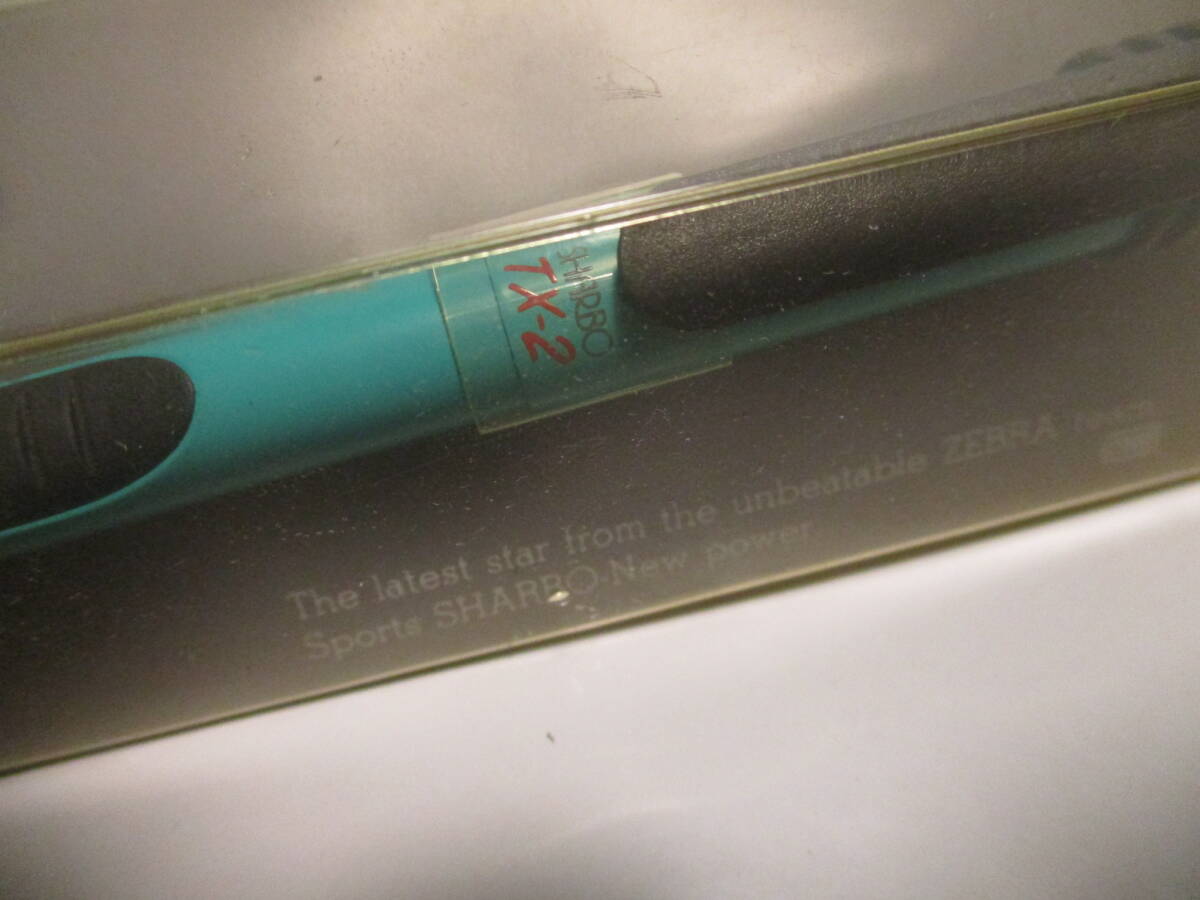 SHARBO
TX-2
The latest star from the unbeatable ZEBRA team
Sports SHARBO-New power